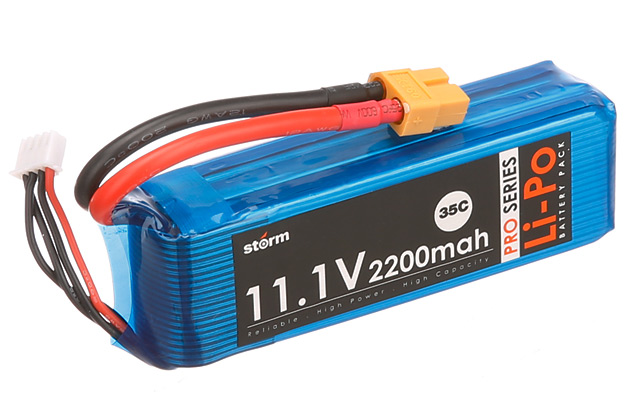 storm
35C
11.1V 2200mah
Reliable . High Power . High Capacity
PRO SERIES
Li-Po
BATTERY PACK